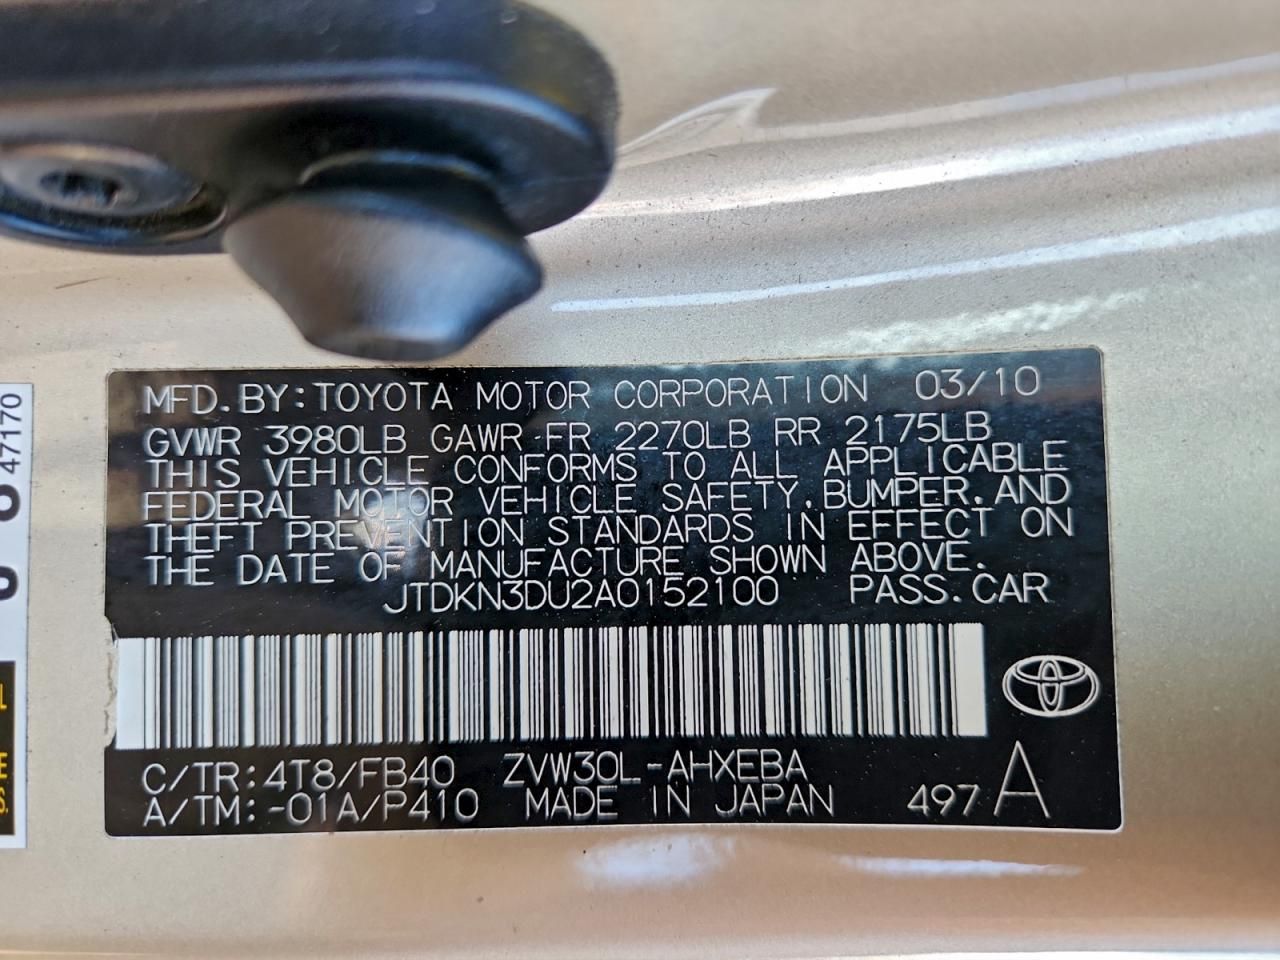 MFD. BY: TOYOTA MOTOR CORPORATION 03/10
GVWR 3980LB GAWR FR 2270LB RR 2175LB
THIS VEHICLE CONFORMS TO ALL APPLICABLE
FEDERAL MOTOR VEHICLE SAFETY, BUMPER, AND
THEFT PREVENTION STANDARDS IN EFFECT ON
THE DATE OF MANUFACTURE SHOWN ABOVE.
JTDKN3DU2A0152100 PASS. CAR
C/TR: 4T8/FB40 ZVW30L-AHXEBA
A/TM: -01A/P410 MADE IN JAPAN 497 A
47170